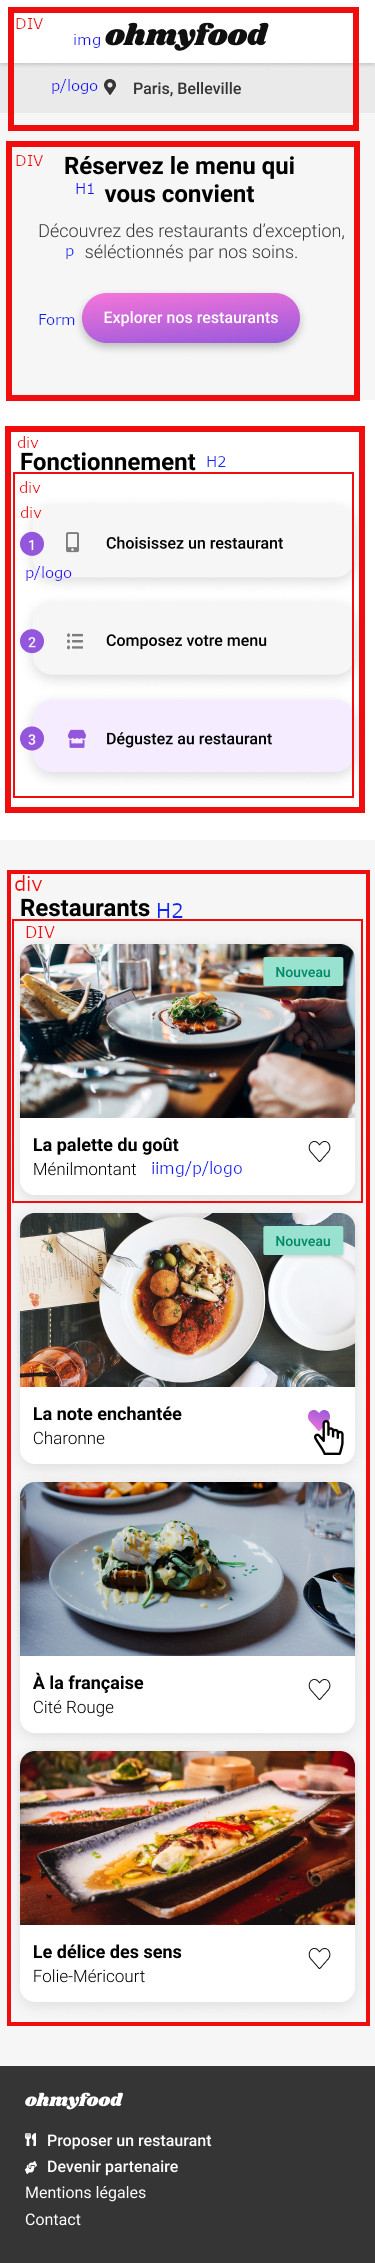 DIV
img ohmyfood
p/logo Paris, Belleville
DIV Réservez le menu qui
H1 vous convient
Découvrez des restaurants d’exception,
p séléctionnés par nos soins.
Form Explorer nos restaurants
div
Fonctionnement H2
div
div
1 Choisissez un restaurant
p/logo
2 Composez votre menu
3 Dégustez au restaurant
div
Restaurants H2
DIV
Nouveau
La palette du goût
Ménilmontant iimg/p/logo
Nouveau
La note enchantée
Charonne
À la française
Cité Rouge
Le délice des sens
Folie-Méricourt
ohmyfood
Proposer un restaurant
Devenir partenaire
Mentions légales
Contact